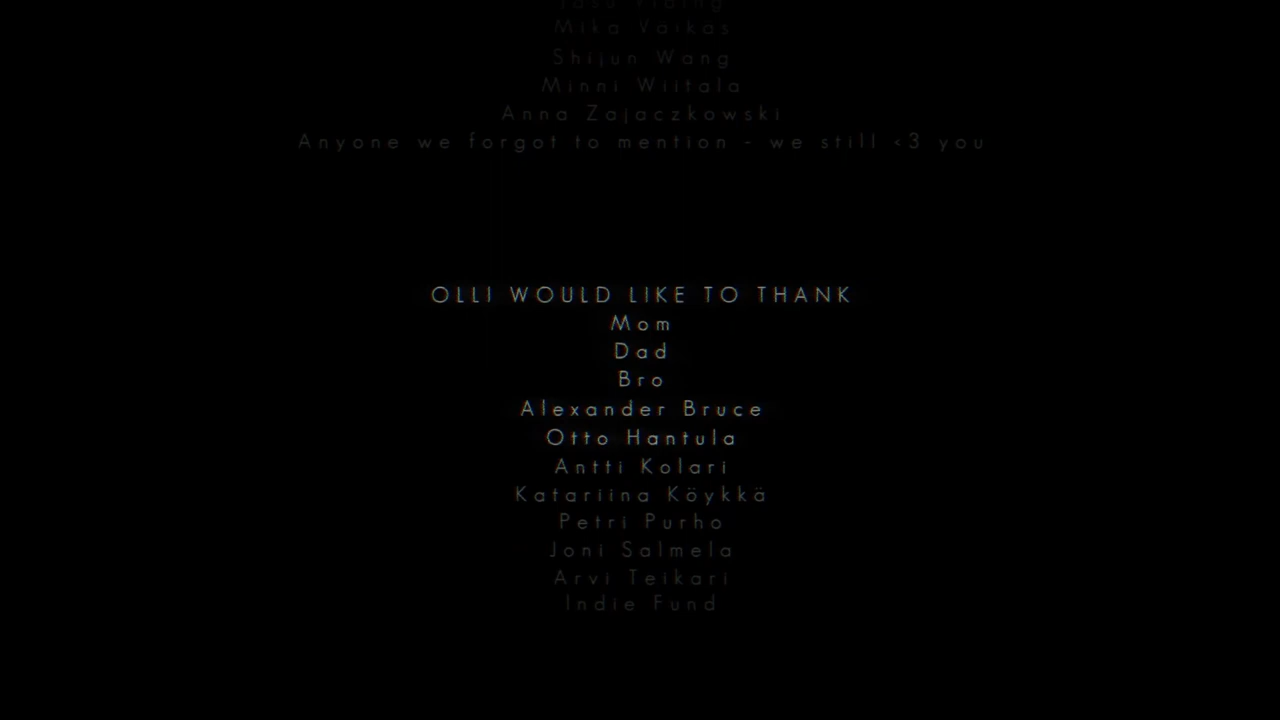 Mika Vaikas
Shijun Wang
Minni Wiitala
Anna Zajaczkowski
Anyone we forgot to mention - we still <3 you
OLLI WOULD LIKE TO THANK
Mom
Dad
Bro
Alexander Bruce
Otto Hantula
Antti Kolari
Katariina Köykkä
Petri Purho
Joni Salmela
Arvi Teikari
Indie Fund